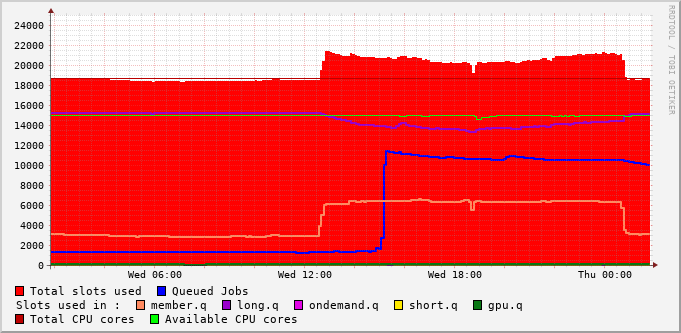 24000
22000
20000
18000
16000
14000
12000
10000
8000
6000
4000
2000
0
Wed 06:00 Wed 12:00 Wed 18:00 Thu 00:00
RRDTOOL / TOBI OETIKER
Total slots used Queued Jobs
Slots used in : member.q long.q ondemand.q short.q gpu.q
Total CPU cores Available CPU cores